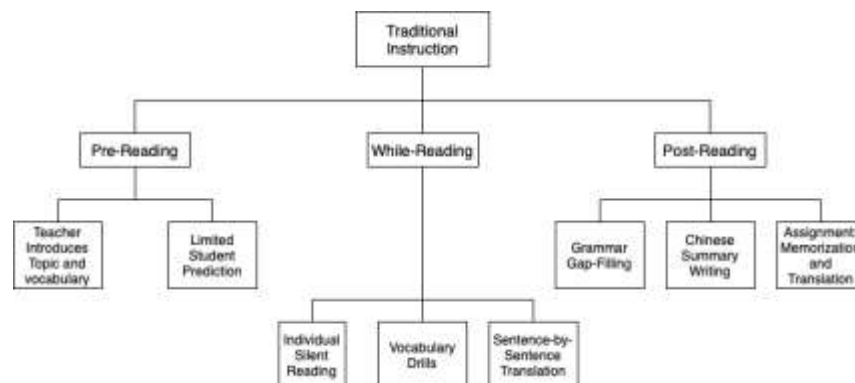 Traditional
Instruction
Pre-Reading
While-Reading
Post-Reading
Teacher
Introduces
Topic and
vocabulary
Limited
Student
Prediction
Grammar
Gap-Filling
Chinese
Summary
Writing
Assignment:
Memorization
and
Translation
Individual
Silent
Reading
Vocabulary
Drills
Sentence-by-
Sentence
Translation